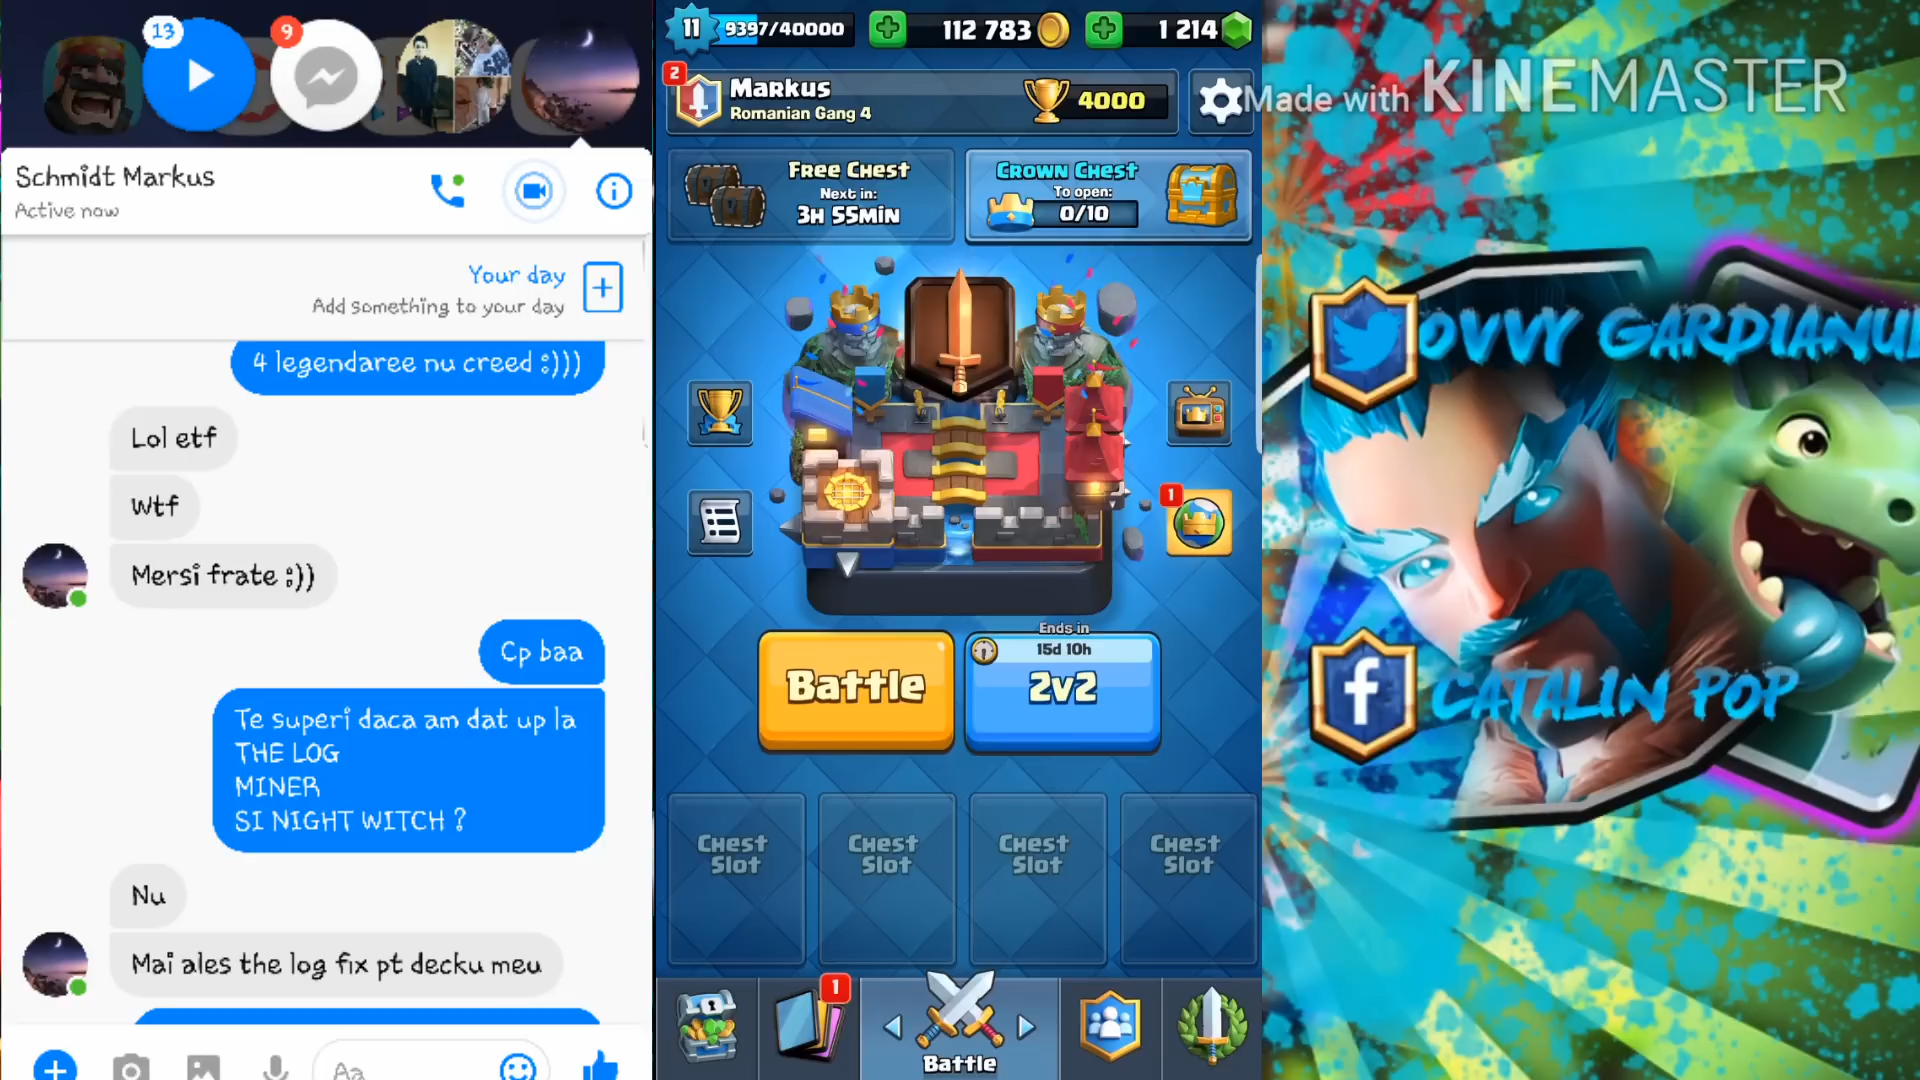 13
9
Schmidt Markus
Active now
Your day
Add something to your day
4 legendaree nu creed :)))
Lol etf
Wtf
Mersi frate :))
Cp baa
Te superi daca am dat up la
THE LOG
MINER
SI NIGHT WITCH ?
Nu
Mai ales the log fix pt decku meu
Aa
11
9397/40000
112 783
1 214
2
Markus
Romanian Gang 4
4000
Free Chest
Next in:
3H 55min
Crown Chest
To open:
0/10
1
Battle
Ends in
15d 10h
2v2
Chest
Slot
Chest
Slot
Chest
Slot
Chest
Slot
1
Battle
Made with KINEMASTER
OVVY GARDIANUL
f
CATALIN POP